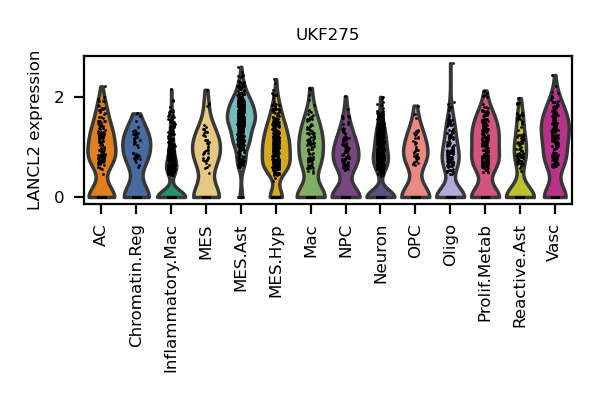 UKF275
LANCL2 expression
2
0
AC
Chromatin.Reg
Inflammatory.Mac
MES
MES.Ast
MES.Hyp
Mac
NPC
Neuron
OPC
Oligo
Prolif.Metab
Reactive.Ast
Vasc